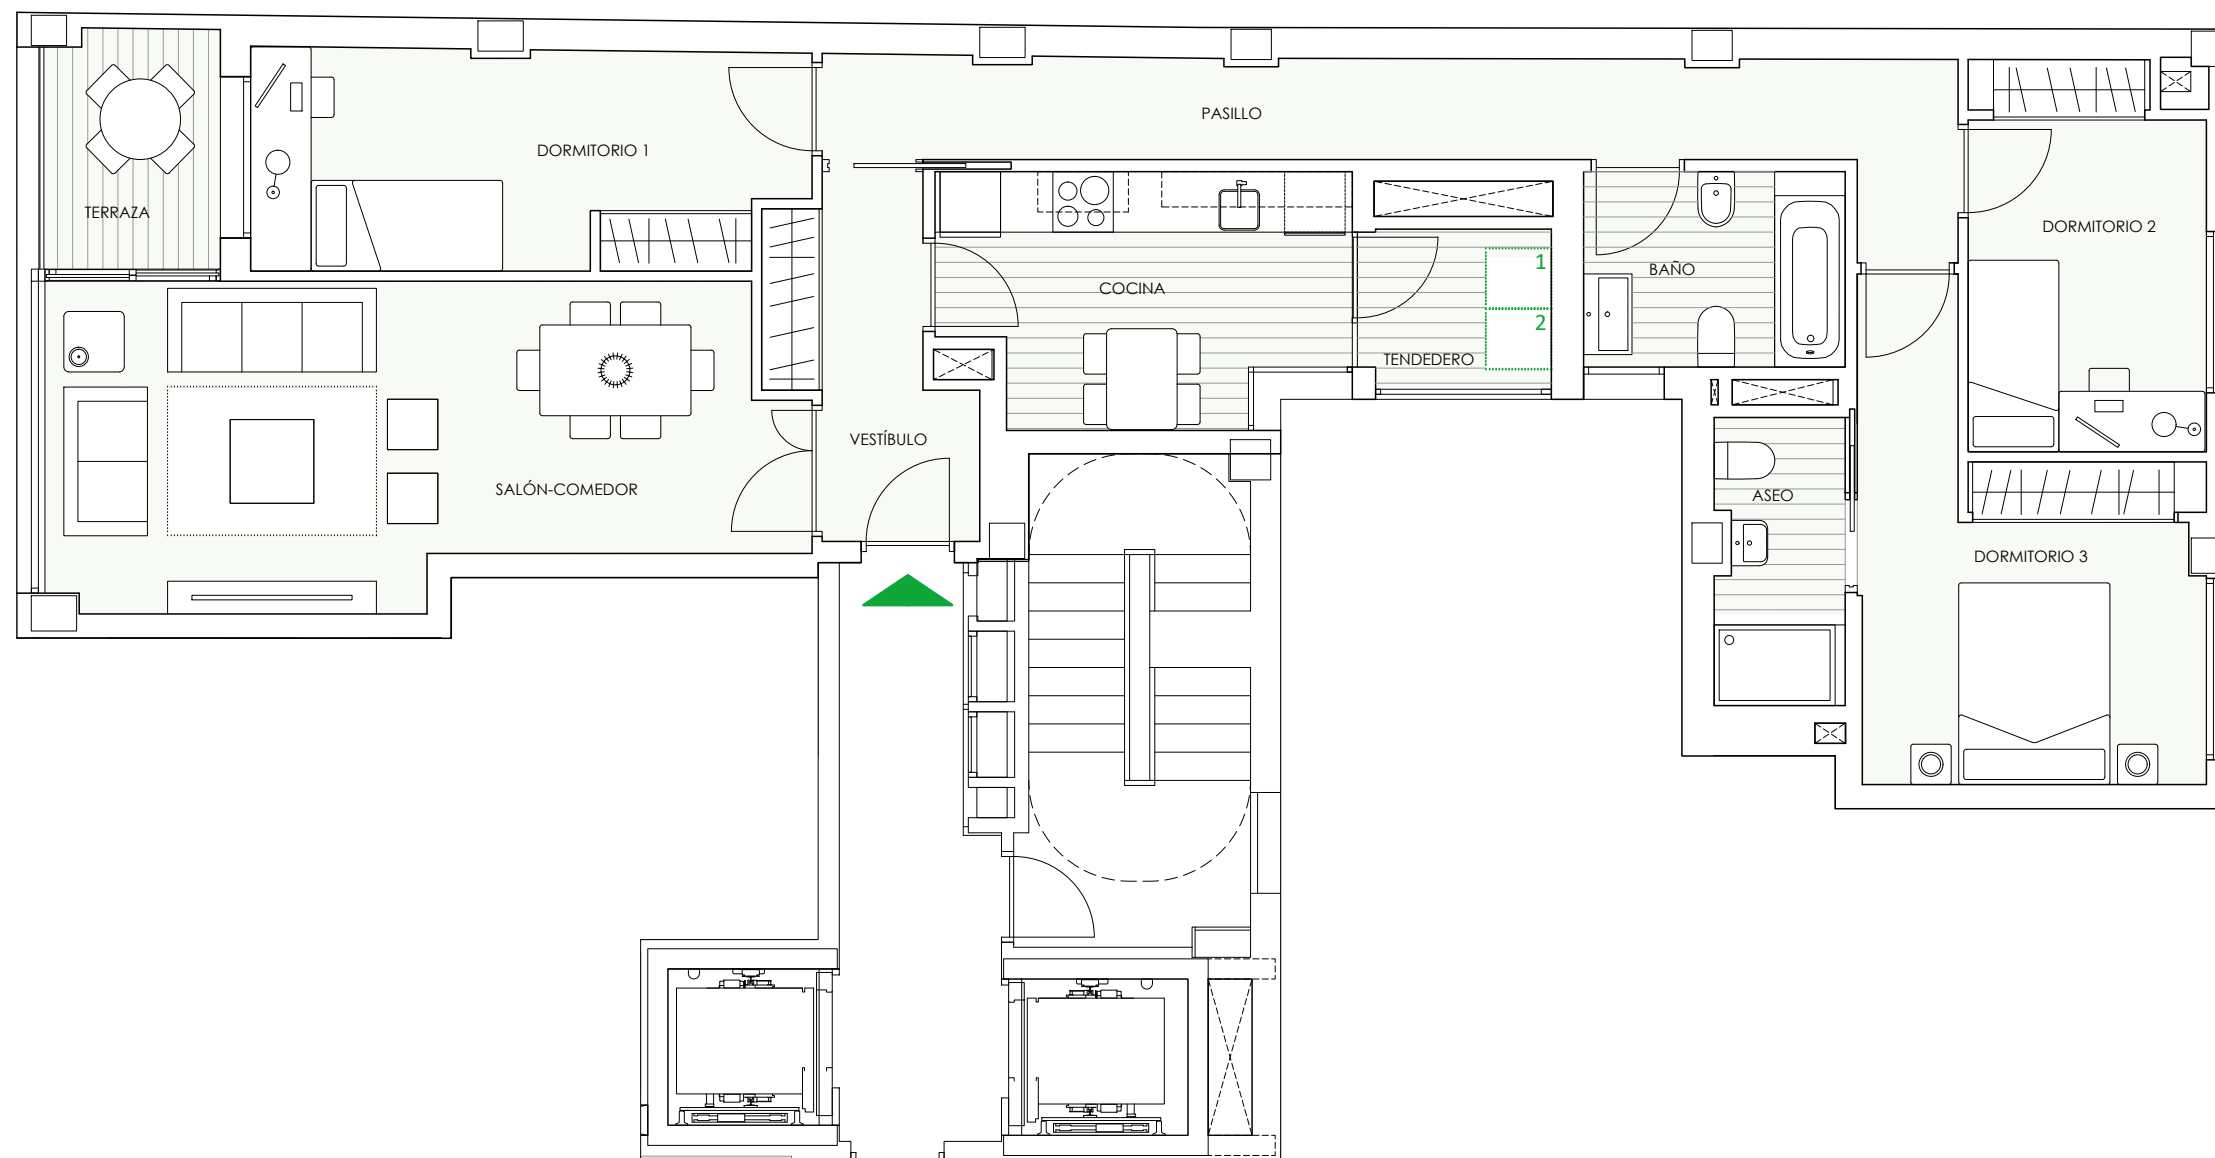 PASILLO
DORMITORIO 1
TERRAZA
DORMITORIO 2
1
BAÑO
COCINA
2
TENDEDERO
VESTÍBULO
SALÓN-COMEDOR
ASEO
DORMITORIO 3